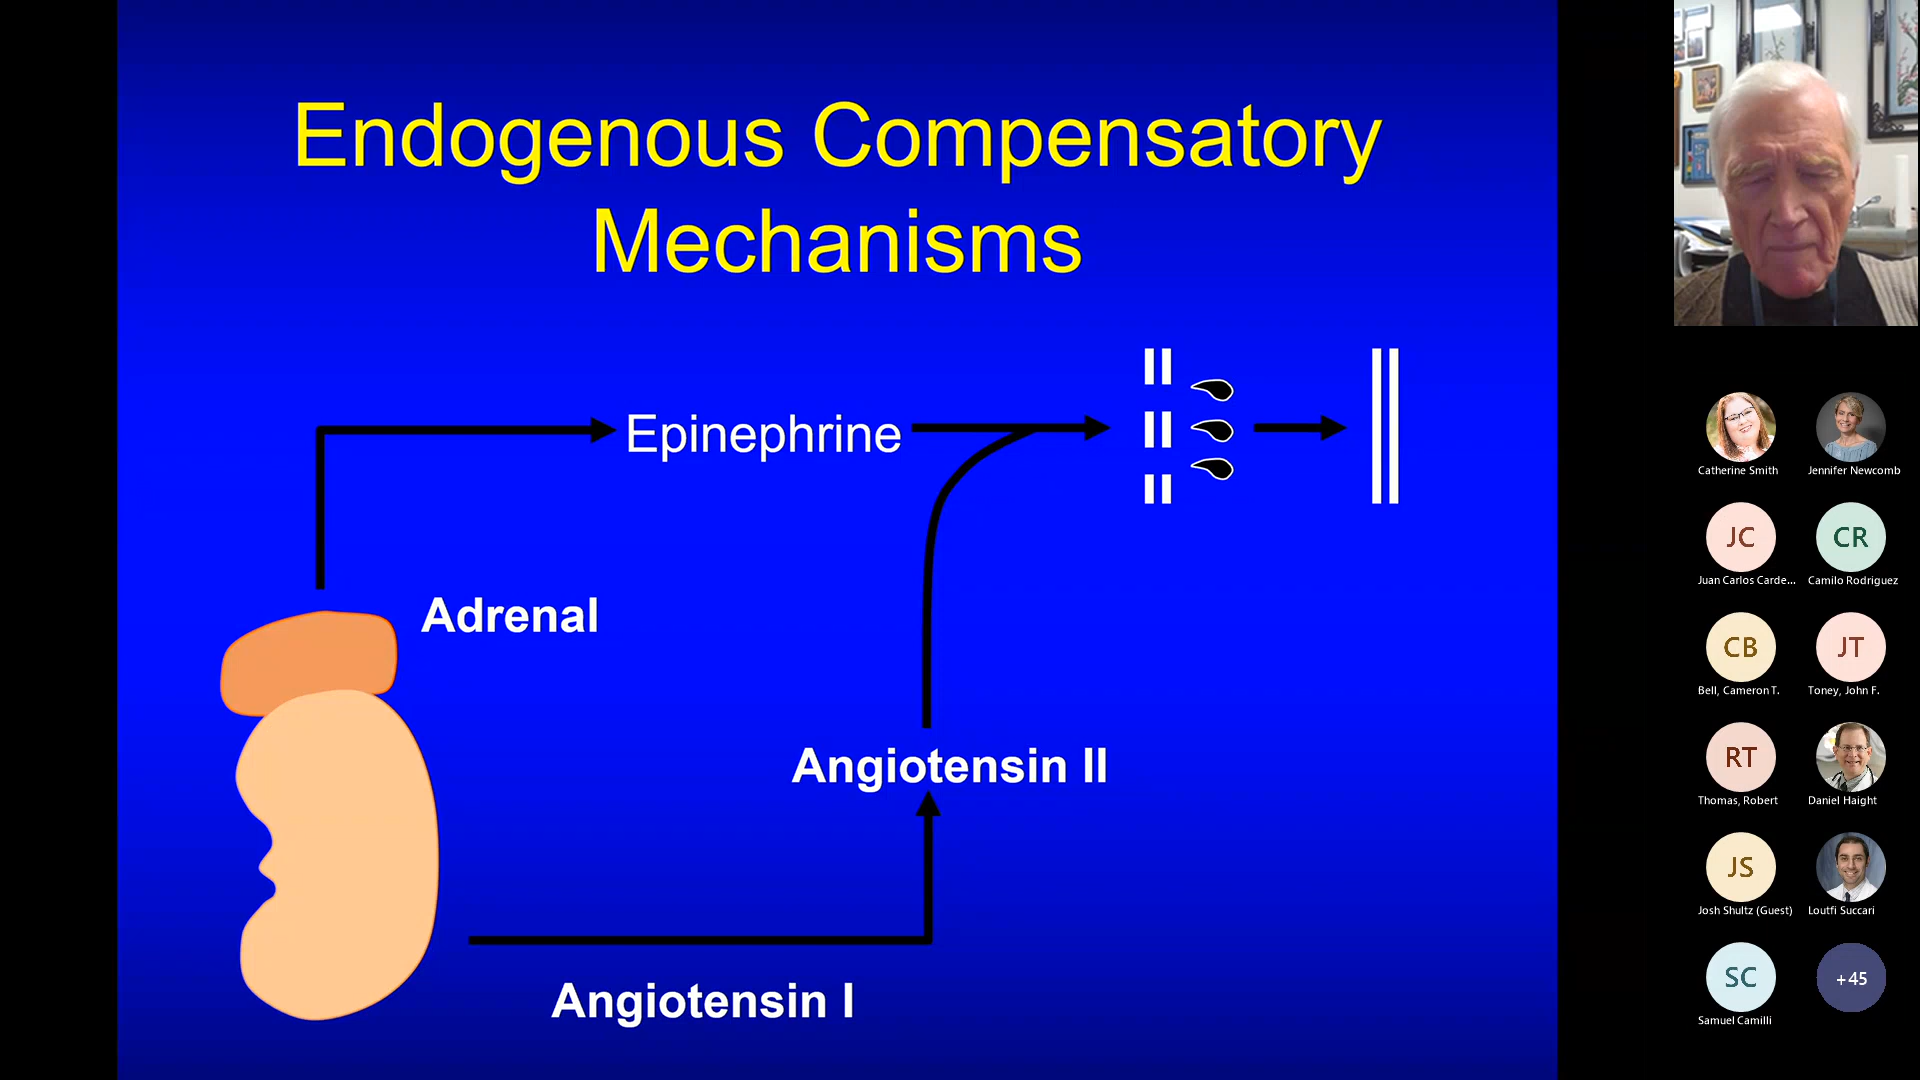 Endogenous Compensatory
Mechanisms
Epinephrine
Adrenal
Angiotensin II
Angiotensin I
Catherine Smith
Jennifer Newcomb
JC
CR
Juan Carlos Carde...
Camilo Rodriguez
CB
JT
Bell, Cameron T.
Toney, John F.
RT
Thomas, Robert
Daniel Haight
JS
Josh Shultz (Guest)
Loutfi Succari
SC
+45
Samuel Camilli